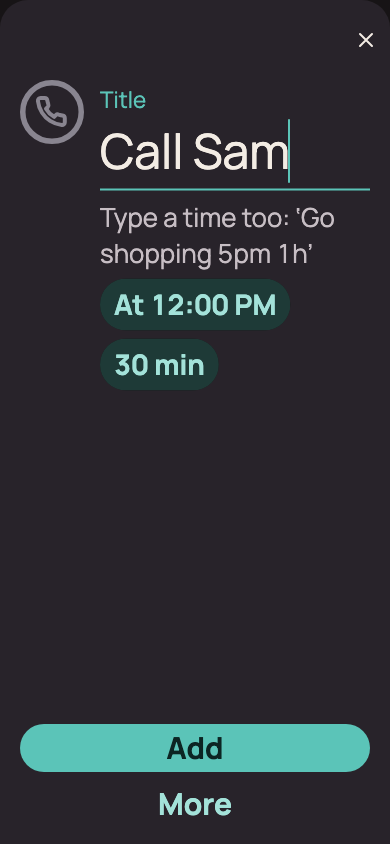 Title
Call Sam
Type a time too: ‘Go
shopping 5pm 1h’
At 12:00 PM
30 min
Add
More